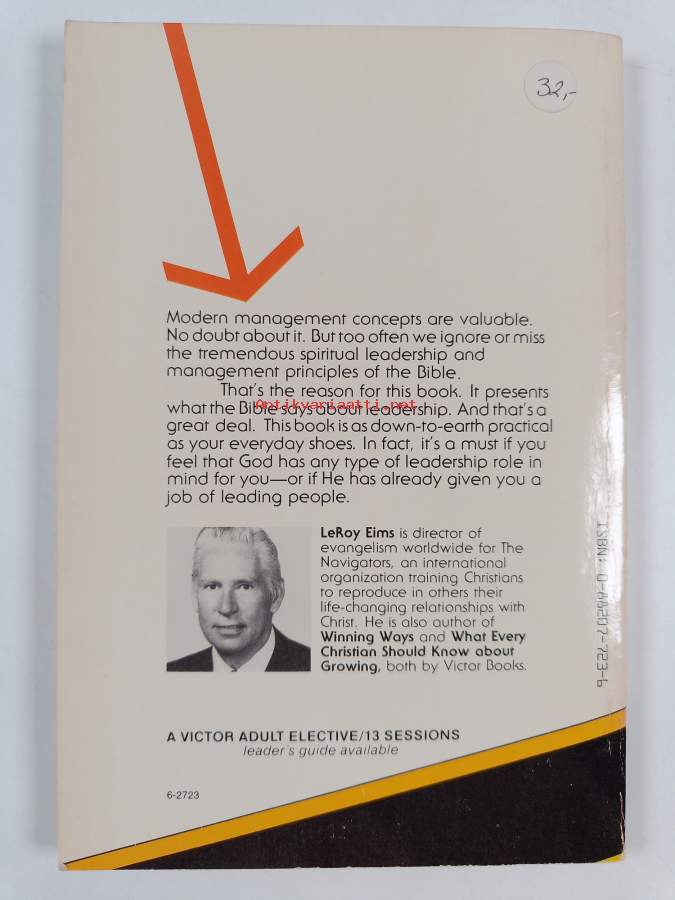 32,-
Modern management concepts are valuable.
No doubt about it. But too often we ignore or miss
the tremendous spiritual leadership and
management principles of the Bible.
That's the reason for this book. It presents
what the Bible says about leadership. And that's a
great deal. This book is as down-to-earth practical
as your everyday shoes. In fact, it's a must if you
feel that God has any type of leadership role in
mind for you—or if He has already given you a
job of leading people.
Antikvariaatti.net
LeRoy Eims is director of
evangelism worldwide for The
Navigators, an international
organization training Christians
to reproduce in others their
life-changing relationships with
Christ. He is also author of
Winning Ways and What Every
Christian Should Know about
Growing, both by Victor Books.
ISBN: 0-88207-723-6
A VICTOR ADULT ELECTIVE/13 SESSIONS
leader's guide available
6-2723